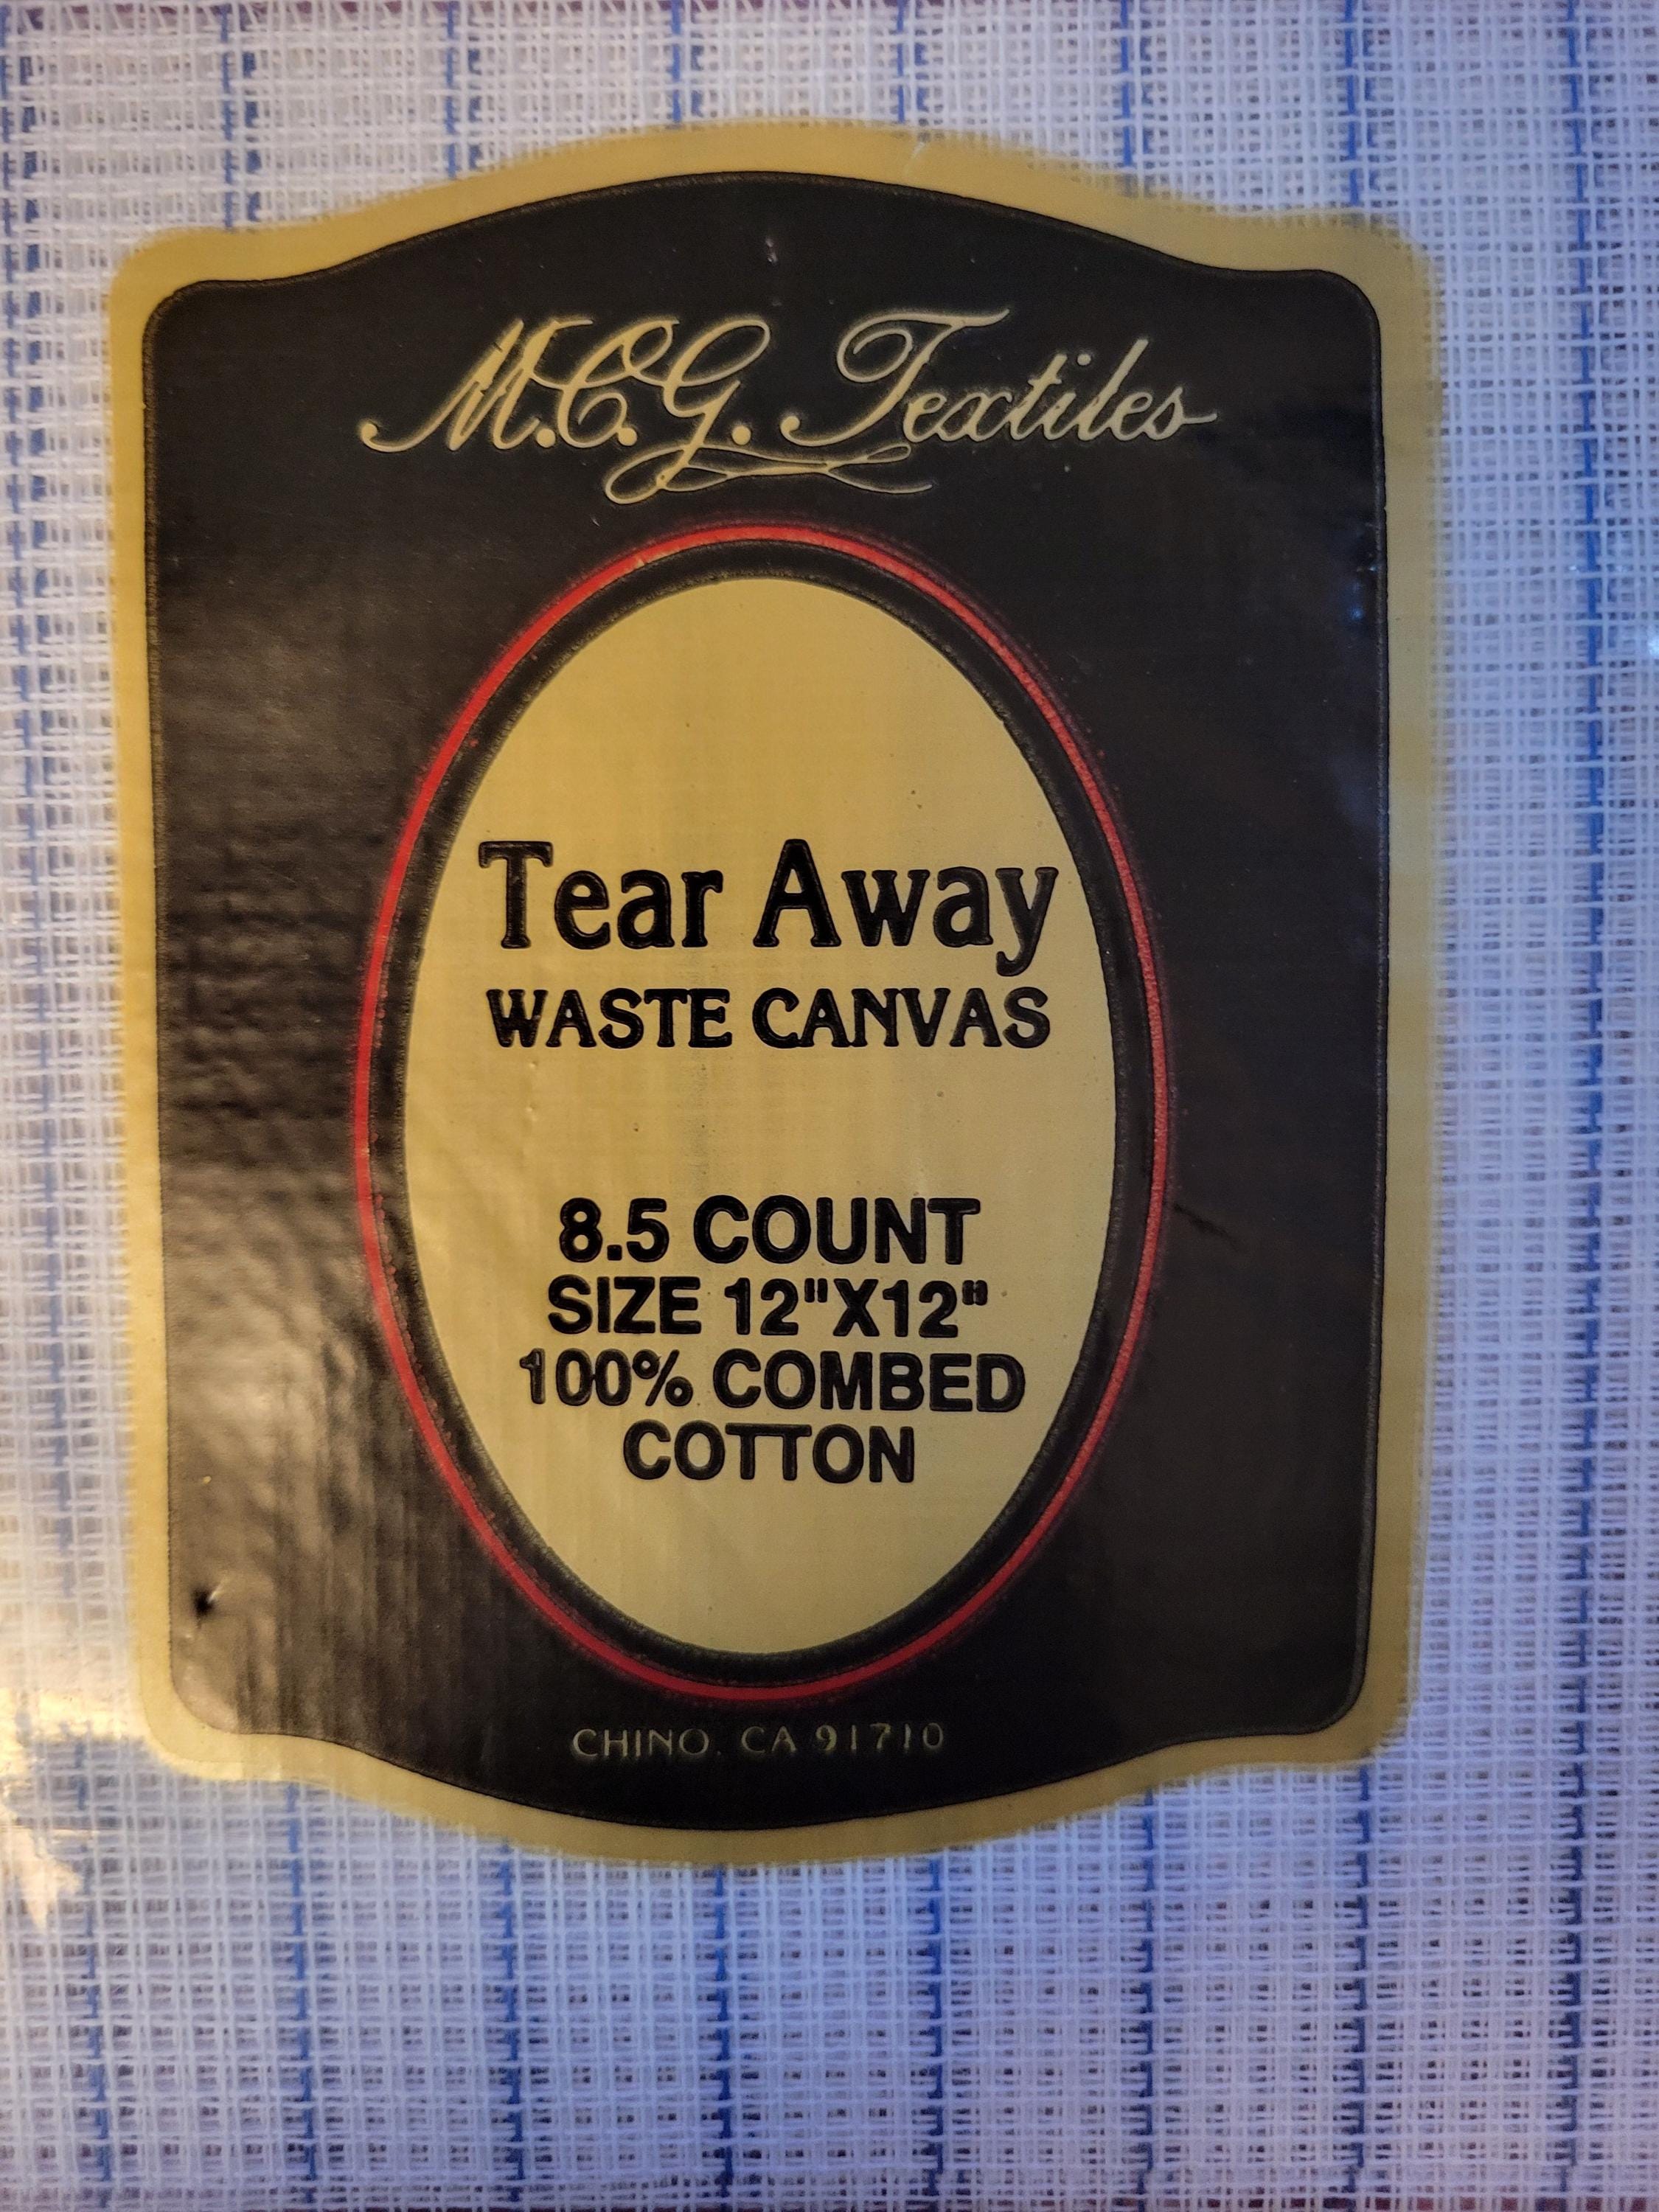 M.C.G. Textiles
Tear Away
WASTE CANVAS
8.5 COUNT
SIZE 12"X12"
100% COMBED
COTTON
CHINO, CA 91710